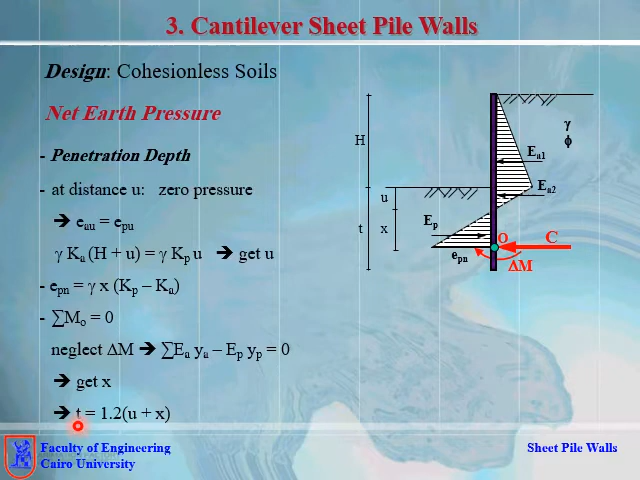 3. Cantilever Sheet Pile Walls
Design: Cohesionless Soils
Net Earth Pressure
- Penetration Depth
- at distance u: zero pressure
➔ eau = epu
γ Ka (H + u) = γ Kp u ➔ get u
- epn = γ x (Kp – Ka)
- ∑Mo = 0
neglect ΔM ➔ ∑Ea ya – Ep yp = 0
➔ get x
➔ t = 1.2(u + x)
H
u
t
x
γ
ϕ
Ea1
Ea2
Ep
epn
O
C
ΔM
Faculty of Engineering
Cairo University
Sheet Pile Walls